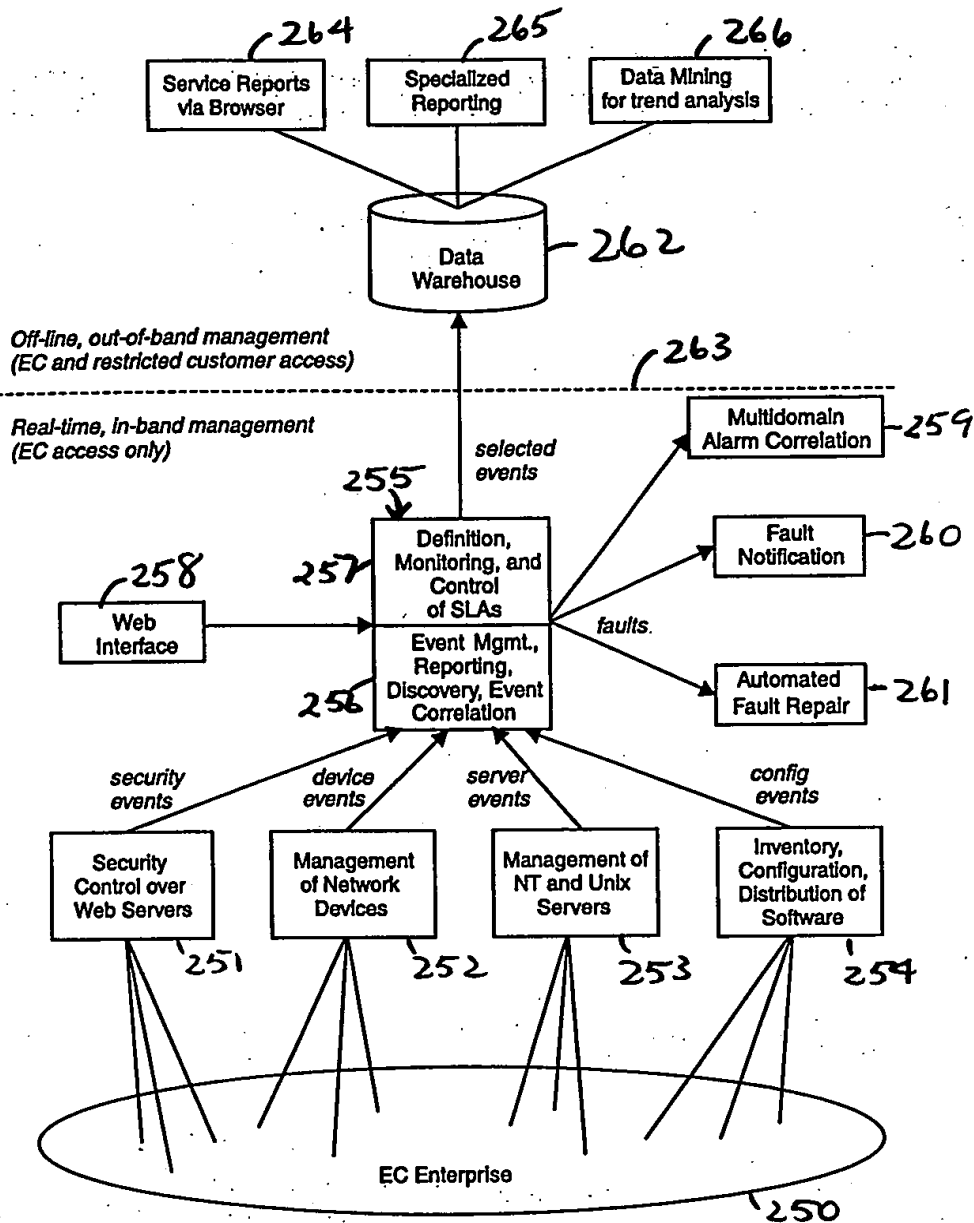 264
265
266
Service Reports
via Browser
Specialized
Reporting
Data Mining
for trend analysis
Data
Warehouse
262
Off-line, out-of-band management
(EC and restricted customer access)
263
Real-time, in-band management
(EC access only)
selected
events
Multidomain
Alarm Correlation
259
255
257
Definition,
Monitoring, and
Control
of SLAs
Fault
Notification
260
258
Web
Interface
faults.
256
Event Mgmt.,
Reporting,
Discovery, Event
Correlation
Automated
Fault Repair
261
security
events
device
events
server
events
config
events
Security
Control over
Web Servers
Management
of Network
Devices
Management of
NT and Unix
Servers
Inventory,
Configuration,
Distribution of
Software
251
252
253
254
EC Enterprise
250